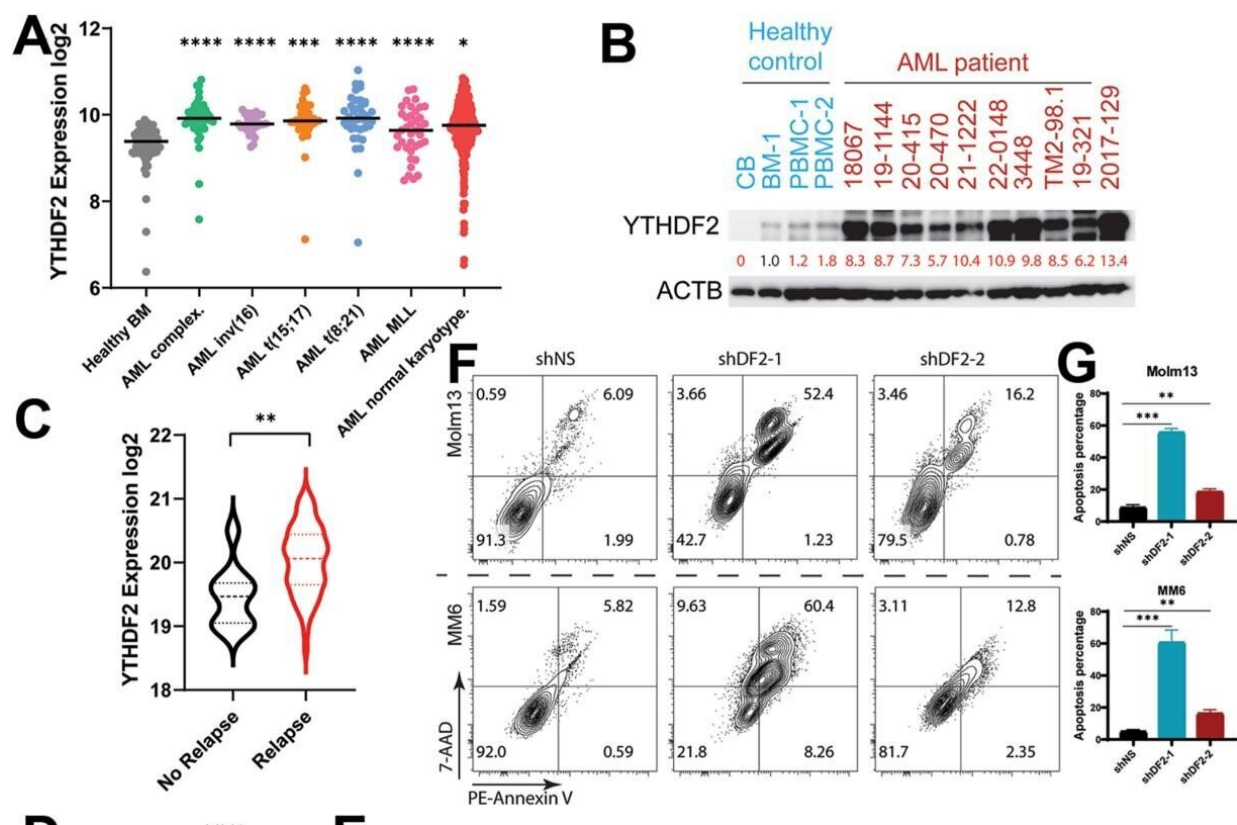 A
YTHDF2 Expression log2
12
10
8
6
**** **** *** **** **** *
Healthy BM
AML complex.
AML inv(16)
AML t(15;17)
AML t(8;21)
AML MLL
AML normal karyotype.
B
Healthy control
AML patient
CB
BM-1
PBMC-1
PBMC-2
18067
19-1144
20-415
20-470
21-1222
22-0148
3448
TM2-98.1
19-321
2017-129
YTHDF2
0 1.0 1.2 1.8 8.3 8.7 7.3 5.7 10.4 10.9 9.8 8.5 6.2 13.4
ACTB
C
YTHDF2 Expression log2
22
21
20
19
18
**
No Relapse
Relapse
F
shNS shDF2-1 shDF2-2
Molm13
0.59 6.09 3.66 52.4 3.46 16.2
91.3 1.99 42.7 1.23 79.5 0.78
MM6
1.59 5.82 9.63 60.4 3.11 12.8
92.0 0.59 21.8 8.26 81.7 2.35
7-AAD
PE-Annexin V
G
Molm13
Apoptosis percentage
80
60
40
20
0
**
***
shNS
shDF2-1
shDF2-2
MM6
Apoptosis percentage
80
60
40
20
0
**
***
shNS
shDF2-1
shDF2-2